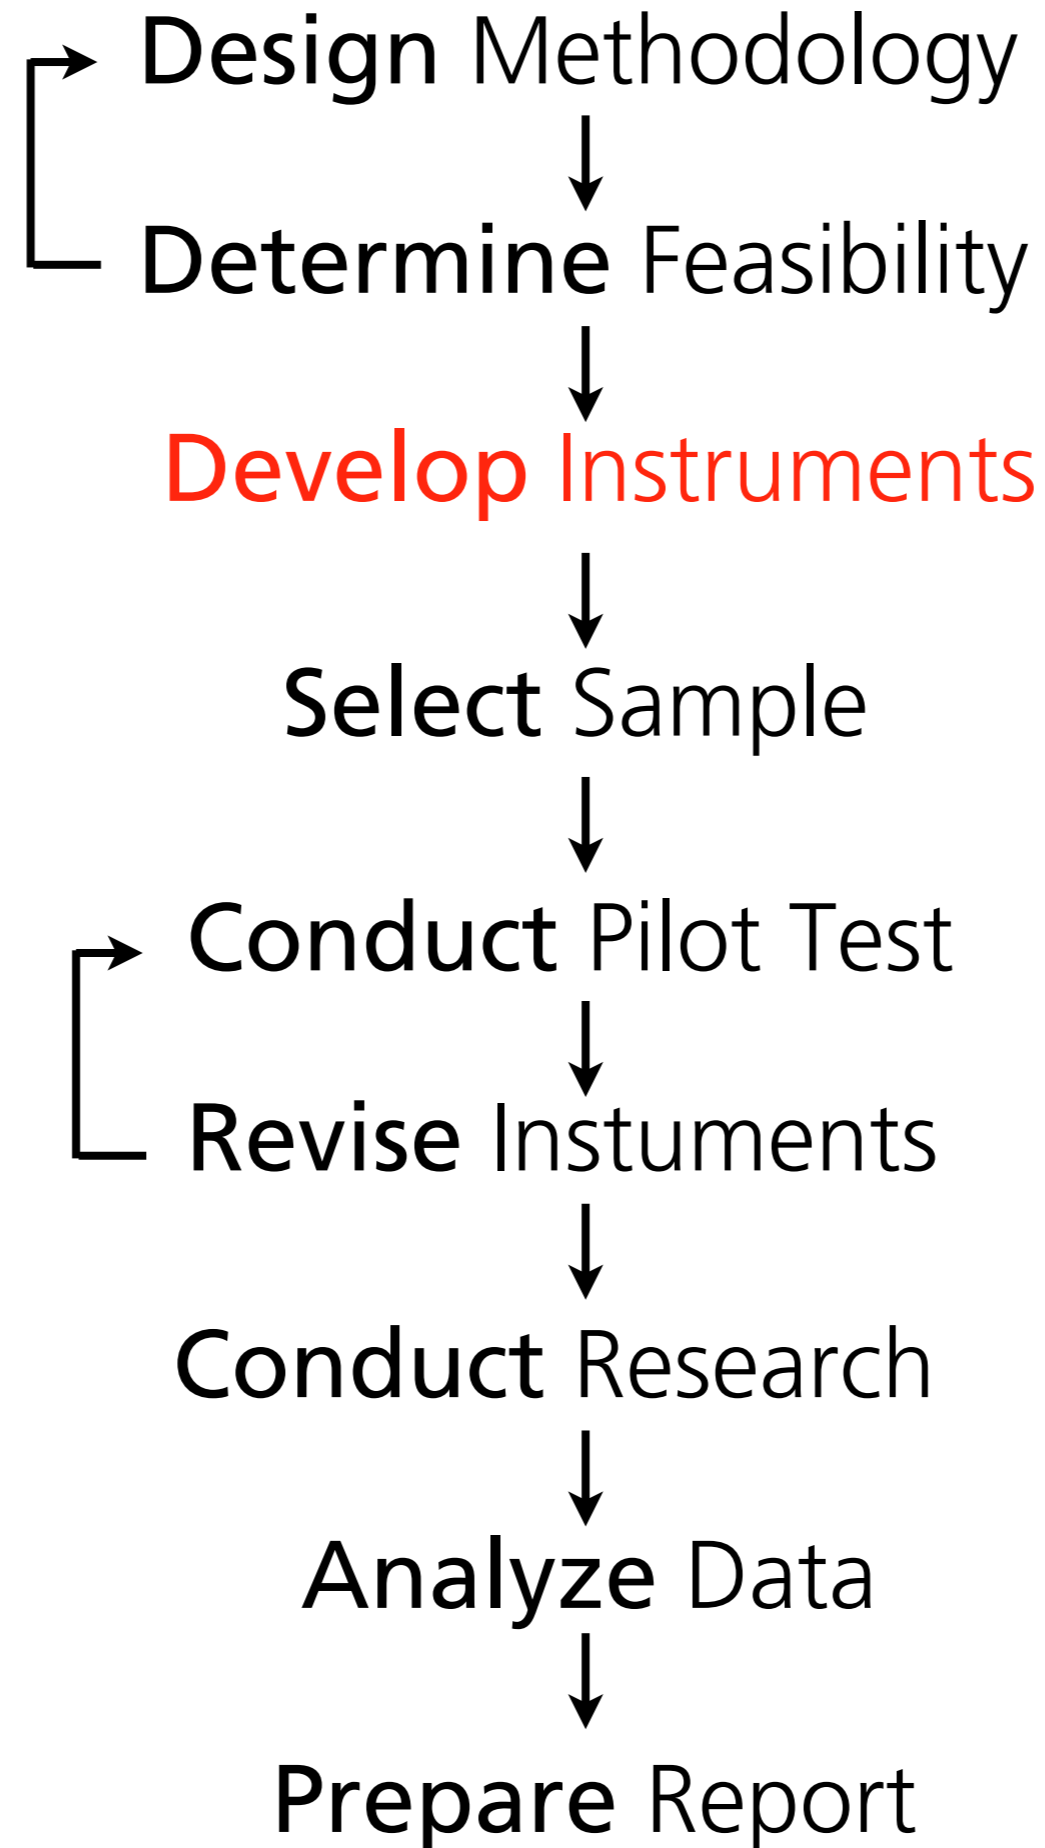 Design Methodology
Determine Feasibility
Develop Instruments
Select Sample
Conduct Pilot Test
Revise Instuments
Conduct Research
Analyze Data
Prepare Report